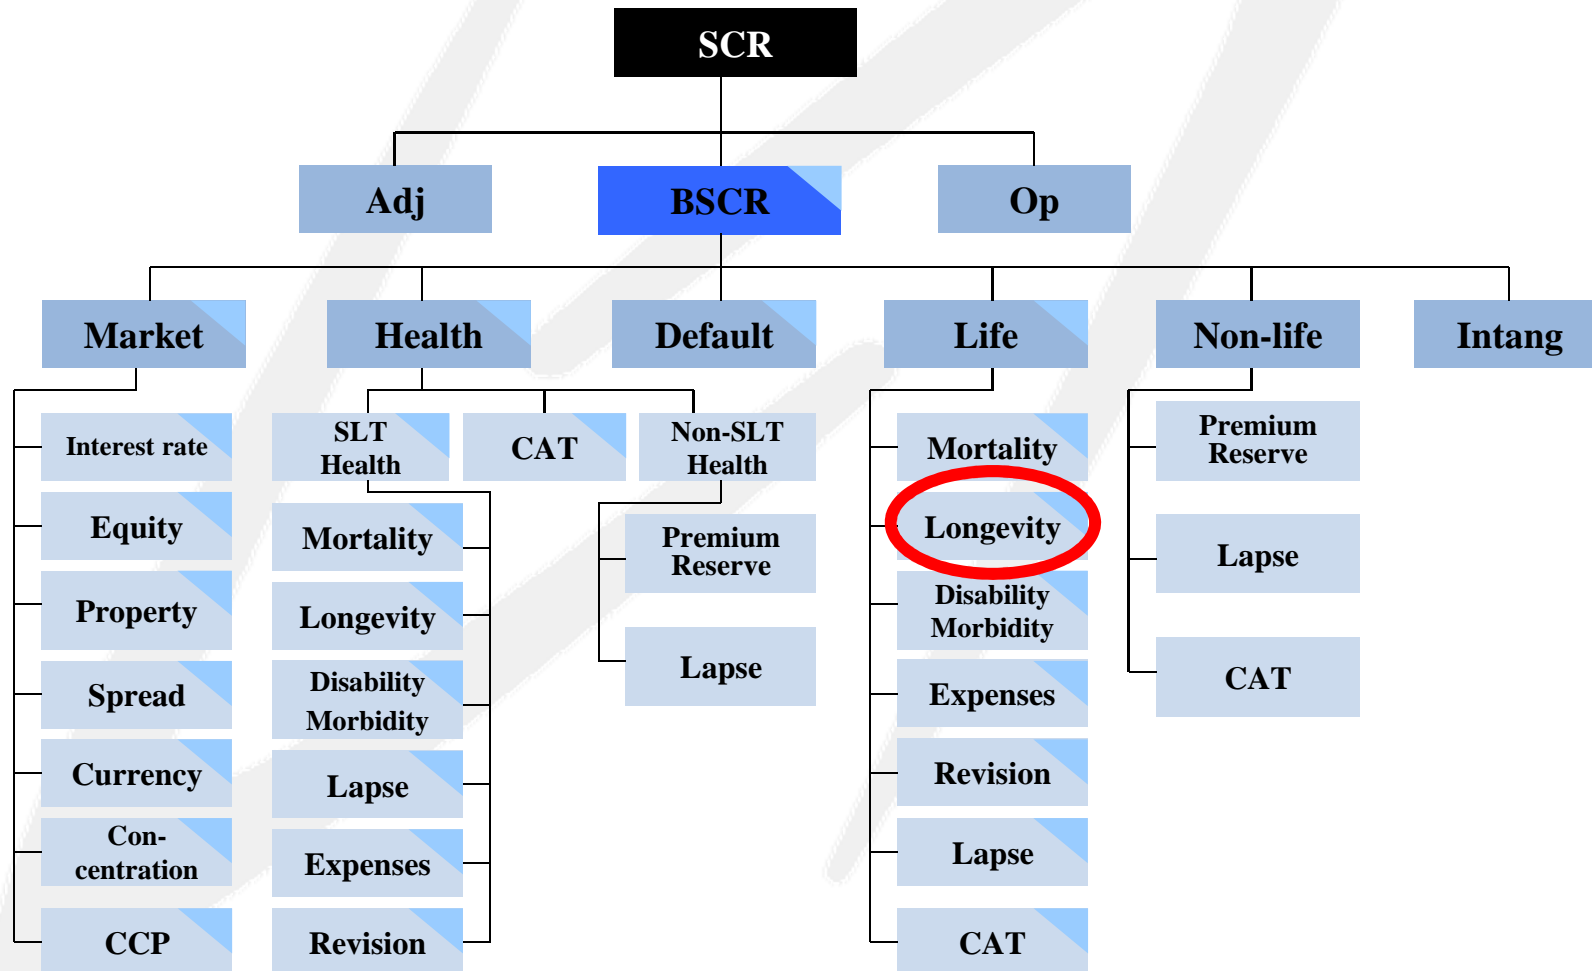 SCR
Adj
BSCR
Op
Market
Health
Default
Life
Non-life
Intang
Interest rate
Equity
Property
Spread
Currency
Con-
centration
CCP
SLT
Health
CAT
Non-SLT
Health
Mortality
Longevity
Disability
Morbidity
Lapse
Expenses
Revision
Premium
Reserve
Lapse
Mortality
Longevity
Disability
Morbidity
Expenses
Revision
Lapse
CAT
Premium
Reserve
Lapse
CAT